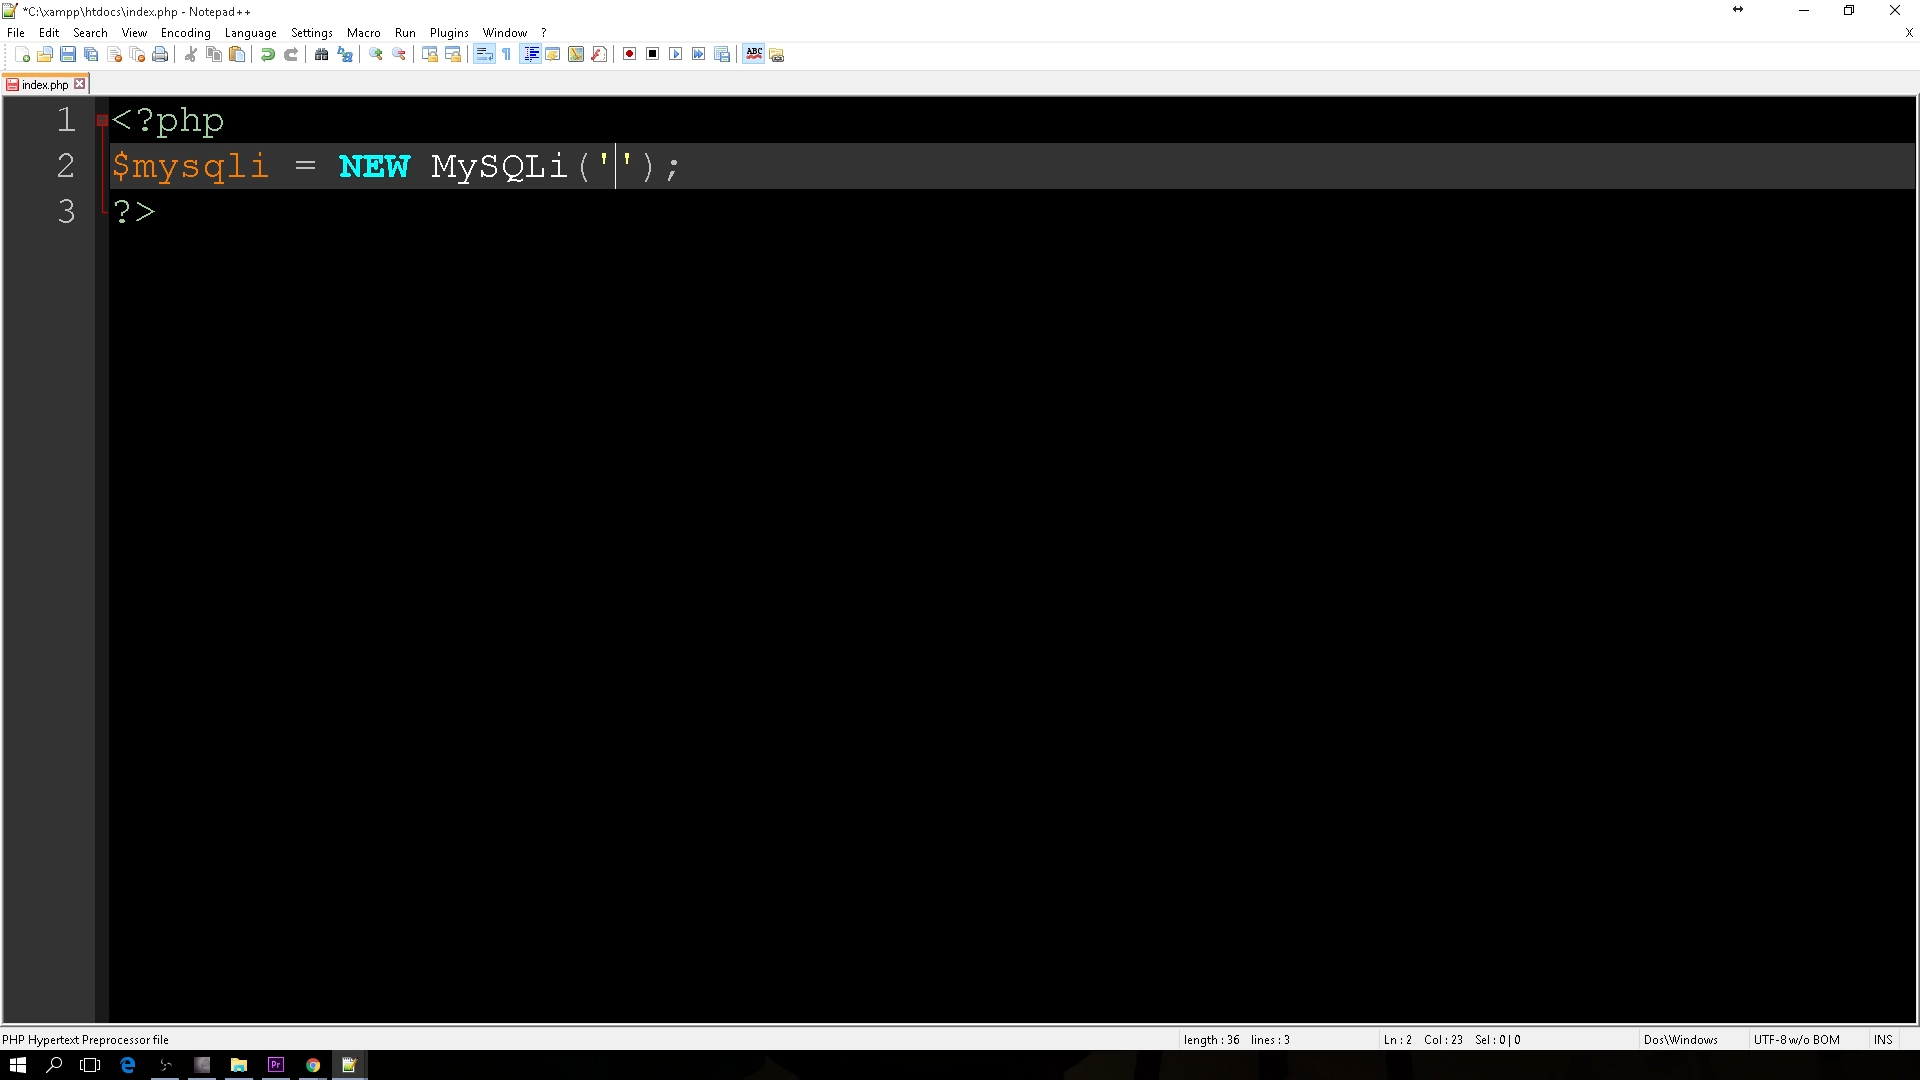 *C:\xampp\htdocs\index.php - Notepad++
File Edit Search View Encoding Language Settings Macro Run Plugins Window ? X
ABC
index.php
1 <?php
2 $mysqli = NEW MySQLi('');
3 ?>
PHP Hypertext Preprocessor file length : 36 lines : 3 Ln : 2 Col : 23 Sel : 0 | 0 Dos\Windows UTF-8 w/o BOM INS
Pr